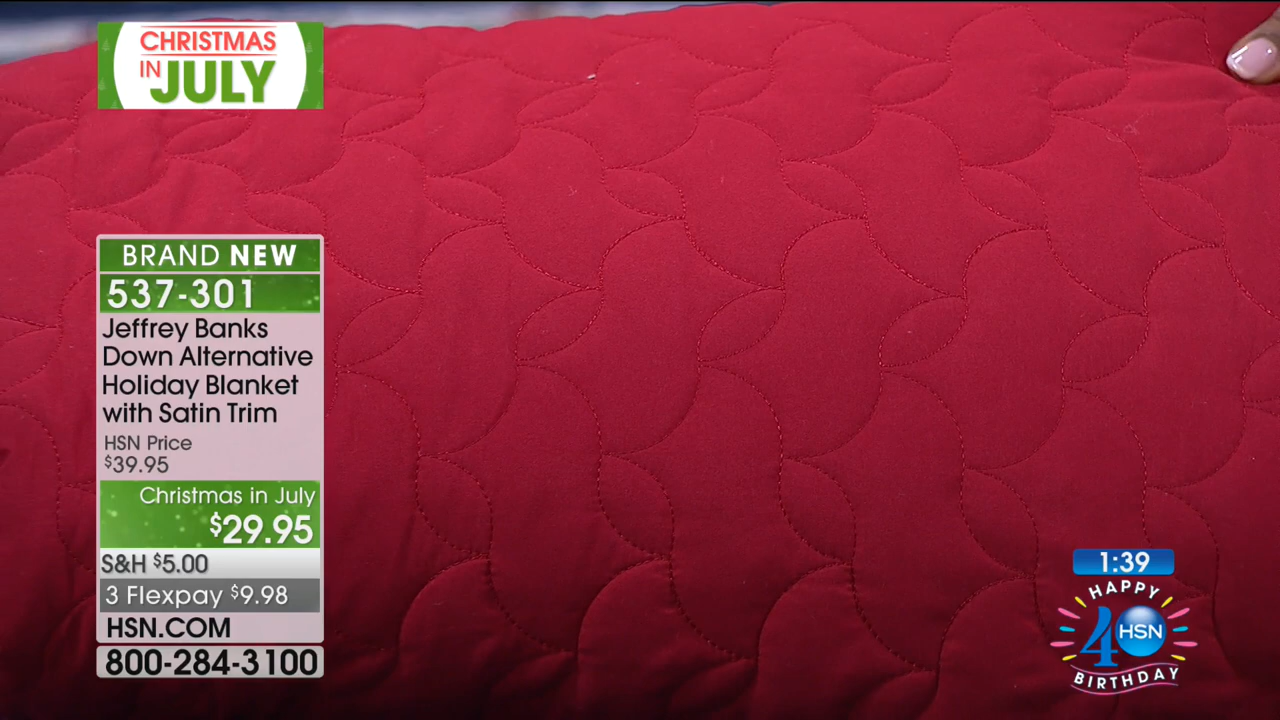 CHRISTMAS
IN JULY
BRAND NEW
537-301
Jeffrey Banks
Down Alternative
Holiday Blanket
with Satin Trim
HSN Price
$39.95
Christmas in July
$29.95
S&H $5.00
3 Flexpay $9.98
HSN.COM
800-284-3100
1:39
HAPPY
40 HSN
BIRTHDAY